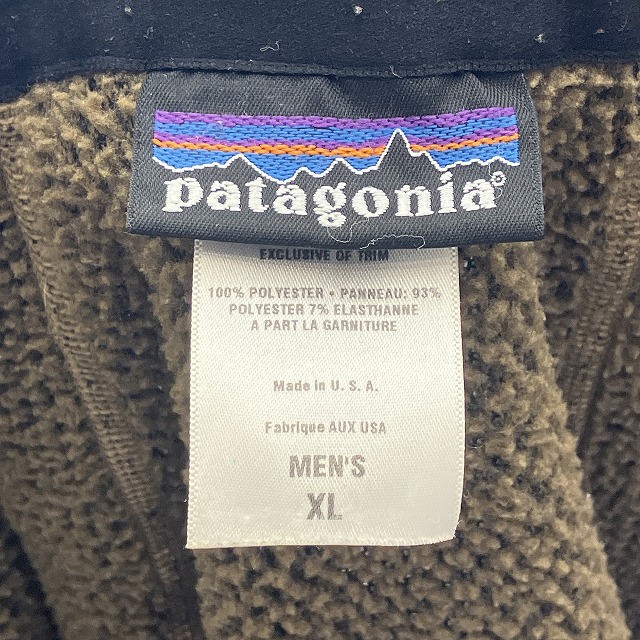 patagonia®
EXCLUSIVE OF TRIM
100% POLYESTER • PANNEAU: 93%
POLYESTER 7% ELASTHANNE
A PART LA GARNITURE
Made in U. S. A.
Fabrique AUX USA
MEN'S
XL